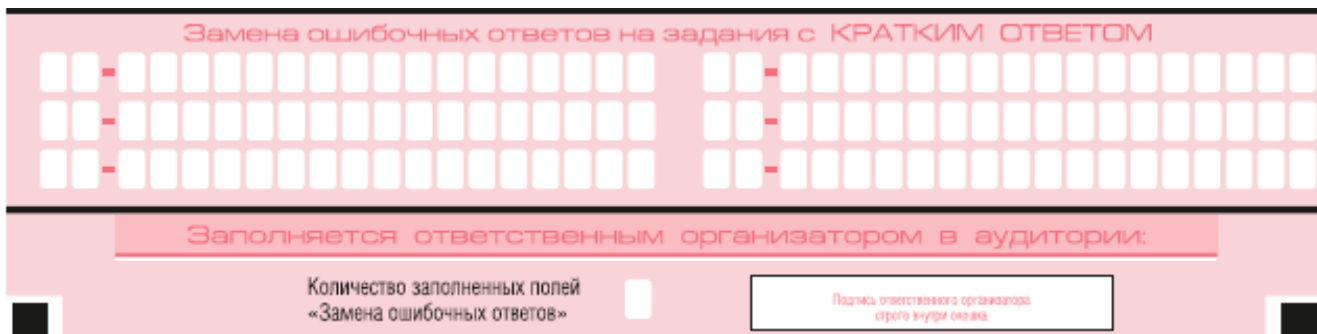 Замена ошибочных ответов на задания с КРАТКИМ ОТВЕТОМ
Заполняется ответственным организатором в аудитории:
Количество заполненных полей
«Замена ошибочных ответов»
Подпись ответственного организатора
строго внутри окошка